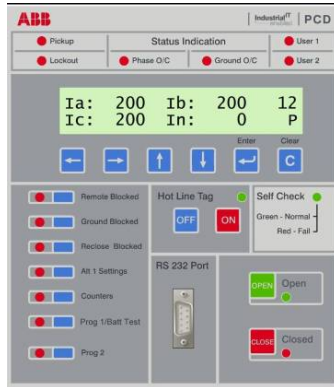 ABB
Industrial IT
PCD
Pickup
Status Indication
User 1
Lockout
Phase O/C
Ground O/C
User 2
Ia: 200 Ib: 200 12
Ic: 200 In: 0 P
Enter
Clear
C
Remote Blocked
Ground Blocked
Reclose Blocked
Alt 1 Settings
Counters
Prog 1/Batt Test
Prog 2
Hot Line Tag
OFF
ON
Self Check
Green - Normal
Red - Fail
RS 232 Port
OPEN
Open
CLOSE
Closed